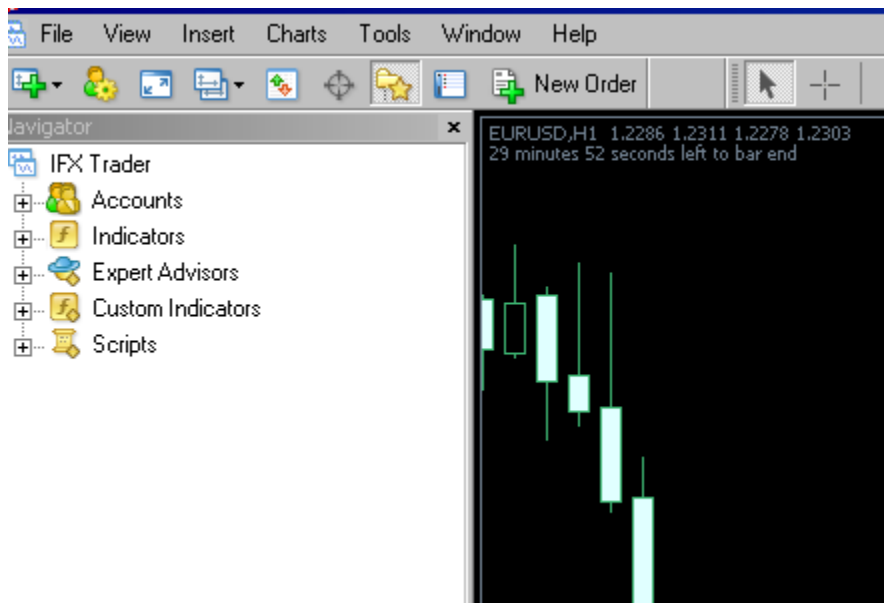 File View Insert Charts Tools Window Help
New Order
Navigator
IFX Trader
Accounts
Indicators
Expert Advisors
Custom Indicators
Scripts
EURUSD,H1 1.2286 1.2311 1.2278 1.2303
29 minutes 52 seconds left to bar end